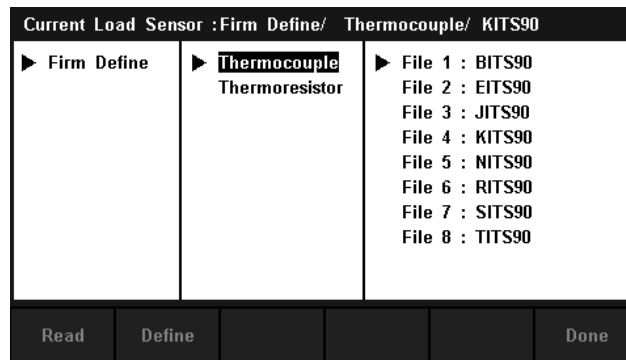 Current Load Sensor :Firm Define/ Thermocouple/ KITS90
Firm Define
Thermocouple
Thermoresistor
File 1 : BITS90
File 2 : EITS90
File 3 : JITS90
File 4 : KITS90
File 5 : NITS90
File 6 : RITS90
File 7 : SITS90
File 8 : TITS90
Read Define Done